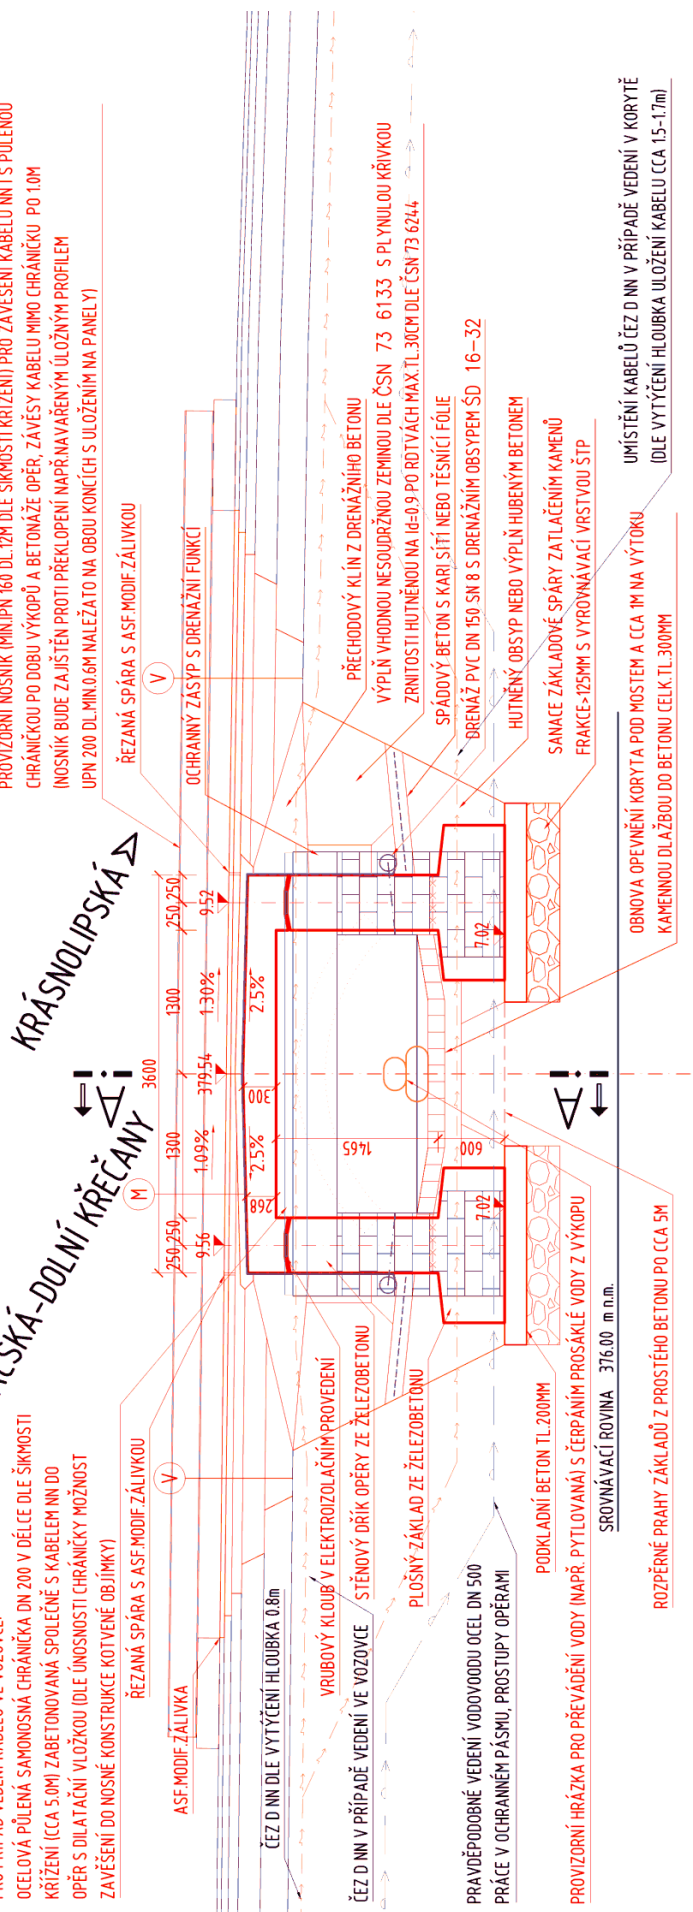 PROVIZORNÍ NOSNÍK (MIN.IPN 160 DL.12M DLE ŠIKMOSTI KŘÍŽENÍ) PRO ZAVĚŠENÍ KABELU NN I S PŮLENOU
CHRÁNIČKOU PO DOBU VÝKOPŮ A BETONÁŽE OPĚR, ZÁVĚSY KABELU MIMO CHRÁNIČKU PO 1.0M
(NOSNÍK BUDE ZAJIŠTĚN PROTI PŘEKLOPENÍ NAPŘ.NAVAŘENÝM ÚLOŽNÝM PROFILEM
UPN 200 DL.MIN.0.6M NALEŽATO NA OBOU KONCÍCH S ULOŽENÍM NA PANELY)
ŘEZANÁ SPÁRA S ASF.MODIF.ZÁLIVKOU
V
OCHRANNÝ ZÁSYP S DRENÁŽNÍ FUNKCÍ
PŘECHODOVÝ KLÍN Z DRENÁŽNÍHO BETONU
VÝPLŇ VHODNOU NESOUDRŽNOU ZEMINOU DLE ČSN 73 6133 S PLYNULOU KŘIVKOU
ZRNITOSTI HUTNĚNOU NA Id=0.9 PO RDTVÁCH MAX.TL.30CM DLE ČSN 73 6244
SPÁDOVÝ BETON S KARI SÍTÍ NEBO TĚSNÍCÍ FÓLIE
DRENÁŽ PVC DN 150 SN 8 S DRENÁŽNÍM OBSYPEM ŠD 16-32
HUTNĚNÝ OBSYP NEBO VÝPLŇ HUBENÝM BETONEM
SANACE ZÁKLADOVÉ SPÁRY ZATLAČENÍM KAMENŮ
FRAKCE>125MM S VYROVNÁVACÍ VRSTVOU ŠTP
UMÍSTĚNÍ KABELŮ ČEZ D NN V PŘÍPADĚ VEDENÍ V KORYTĚ
(DLE VYTÝČENÍ HLOUBKA ULOŽENÍ KABELU CCA 1.5-1.7m)
OBNOVA OPEVNĚNÍ KORYTA POD MOSTEM A CCA 1M NA VÝTOKU
KAMENNOU DLAŽBOU DO BETONU CELK.TL.300MM
KRÁSNOLIPSKÁ
-DOLNÍ KŘEČANY
3600
250 250
1300
1300
250 250
9.56
1.09%
379.54
1.30%
9.52
M
268
2.5%
300
2.5%
1465
600
7.02
7.02
A
A
OCELOVÁ PŮLENÁ SAMONOSNÁ CHRÁNIČKA DN 200 V DÉLCE DLE ŠIKMOSTI
KŘÍŽENÍ (CCA 5.0M) ZABETONOVANÁ SPOLEČNĚ S KABELEM NN DO
OPĚR S DILATAČNÍ VLOŽKOU (DLE ÚNOSNOSTI CHRÁNIČKY MOŽNOST
ZAVĚŠENÍ DO NOSNÉ KONSTRUKCE KOTVENÉ OBJÍMKY)
ŘEZANÁ SPÁRA S ASF.MODIF.ZÁLIVKOU
V
ASF.MODIF.ZÁLIVKA
ČEZ D NN DLE VYTÝČENÍ HLOUBKA 0.8m
VRUBOVÝ KLOUB V ELEKTROIZOLAČNÍM PROVEDENÍ
STĚNOVÝ DŘÍK OPĚRY ZE ŽELEZOBETONU
ČEZ D NN V PŘÍPADĚ VEDENÍ VE VOZOVCE
PLOŠNÝ ZÁKLAD ZE ŽELEZOBETONU
PRAVDĚPODOBNÉ VEDENÍ VODOVODU OCEL DN 500
PRÁCE V OCHRANNÉM PÁSMU, PROSTUPY OPĚRAMI
PODKLADNÍ BETON TL.200MM
PROVIZORNÍ HRÁZKA PRO PŘEVÁDĚNÍ VODY (NAPŘ. PYTLOVANÁ) S ČERPÁNÍM PROSÁKLÉ VODY Z VÝKOPU
SROVNÁVACÍ ROVINA 376.00 m n.m.
ROZPĚRNÉ PRAHY ZÁKLADŮ Z PROSTÉHO BETONU PO CCA 5M